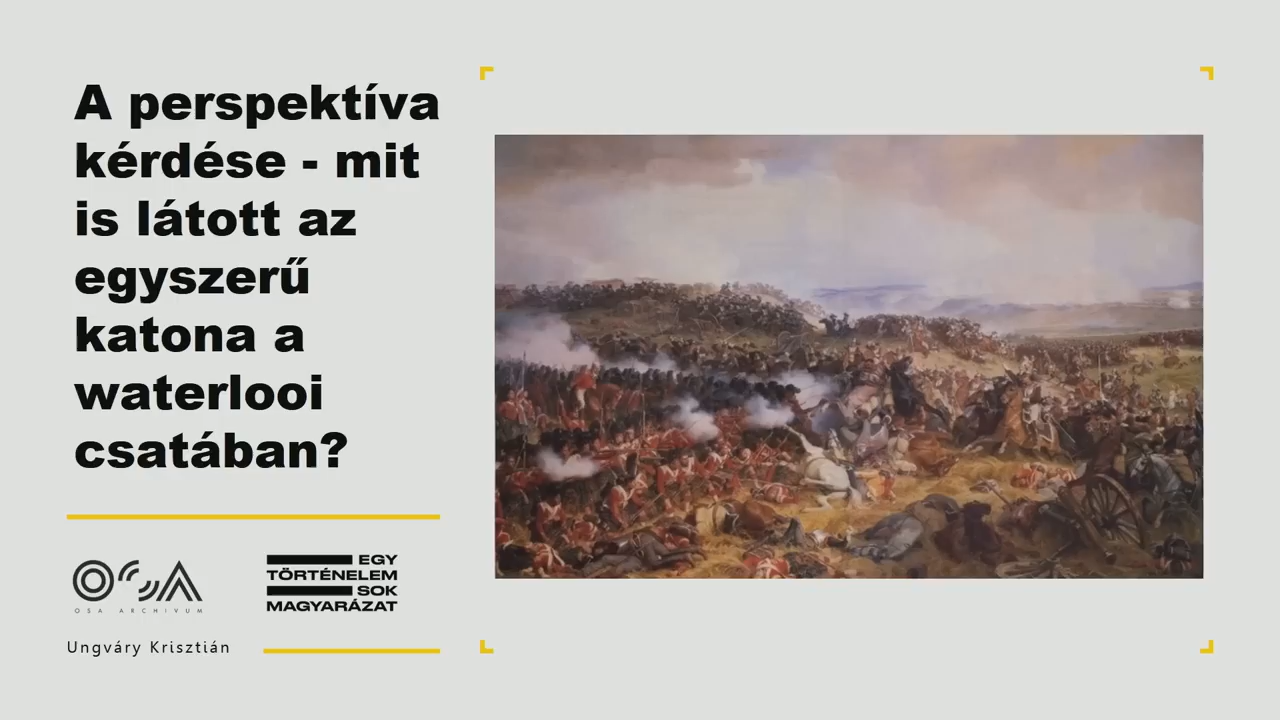 A perspektíva
kérdése - mit
is látott az
egyszerű
katona a
waterlooi
csatában?
OSA
OSA ARCHIVUM
EGY
TÖRTÉNELEM
SOK
MAGYARÁZAT
Ungváry Krisztián